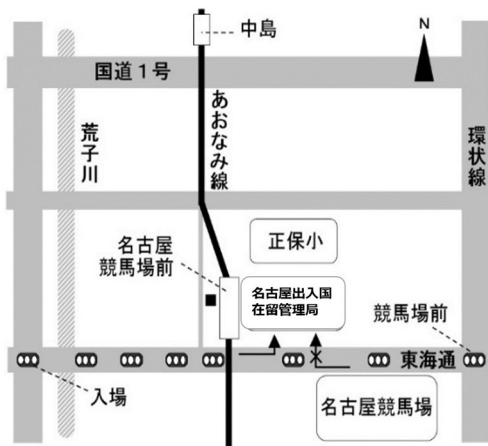 中島
N
国道１号
あおなみ線
荒子川
環状線
正保小
名古屋
競馬場前
名古屋出入国
在留管理局
競馬場前
東海通
入場
名古屋競馬場